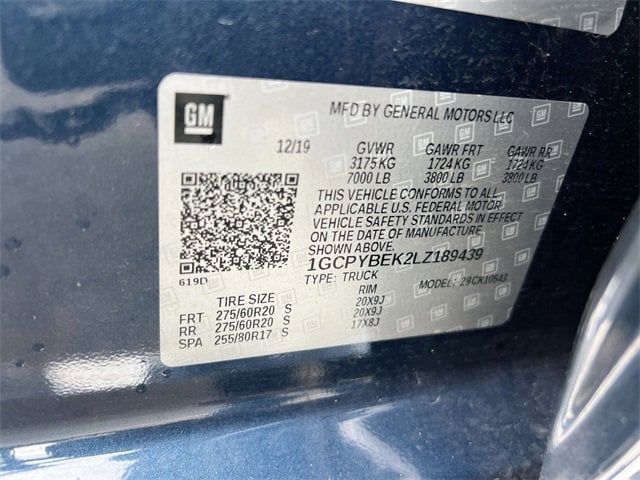 GM
MFD BY GENERAL MOTORS LLC
12/19 GVWR GAWR FRT GAWR RR
3175 KG 1724 KG 1724 KG
7000 LB 3800 LB 3800 LB
THIS VEHICLE CONFORMS TO ALL
APPLICABLE U.S. FEDERAL MOTOR
VEHICLE SAFETY STANDARDS IN EFFECT
ON THE DATE OF MANUFACTURE
SHOWN ABOVE.
1GCPYBEK2LZ189439
619D
TYPE: TRUCK MODEL: 29CK10543
TIRE SIZE RIM
FRT 275/60R20 S 20X9J
RR 275/60R20 S 20X9J
SPA 255/80R17 S 17X8J